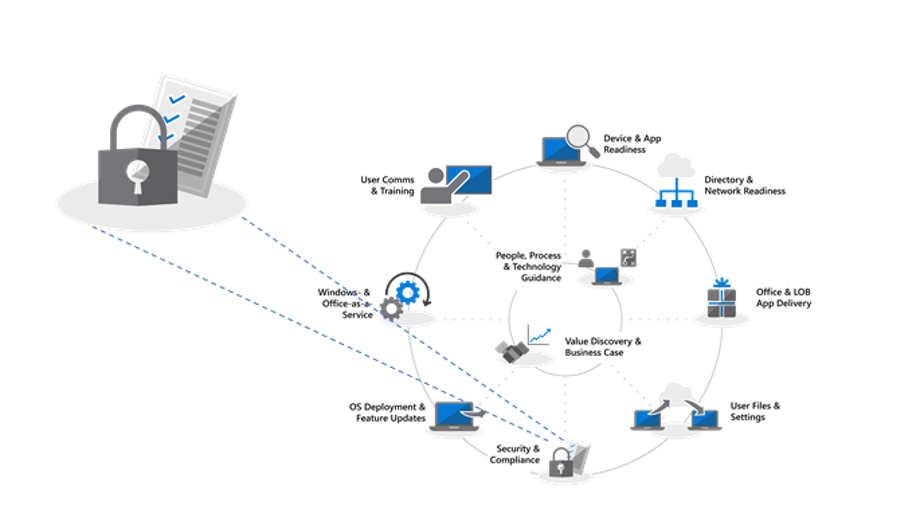 Device & App
Readiness
Directory &
Network Readiness
User Comms
& Training
People, Process
& Technology
Guidance
Windows- &
Office-as-a-
Service
Office & LOB
App Delivery
Value Discovery &
Business Case
OS Deployment &
Feature Updates
User Files &
Settings
Security &
Compliance